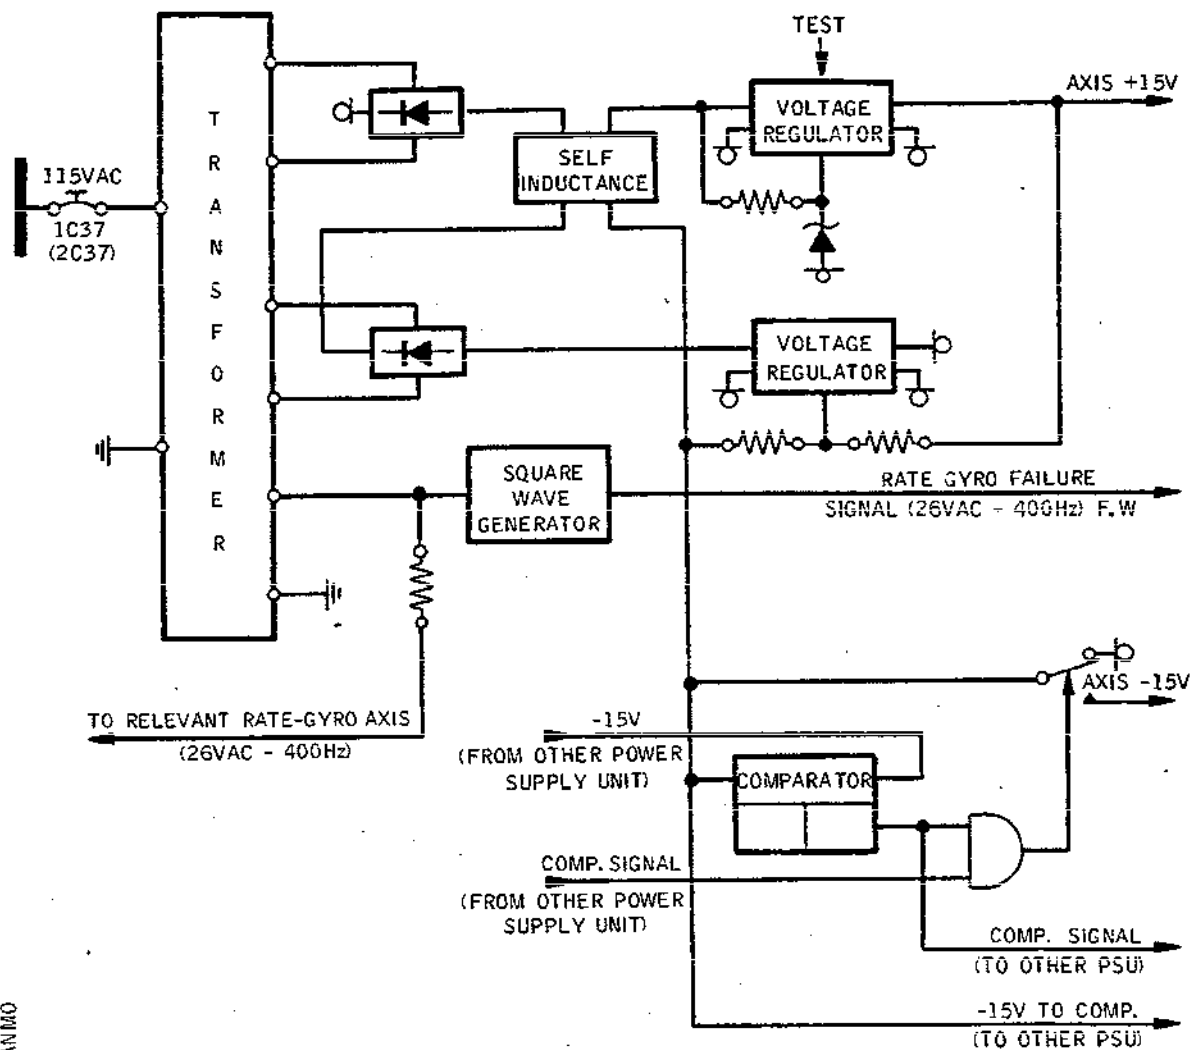 TEST
AXIS +15V
VOLTAGE
REGULATOR
TRANSFORMER
115VAC
1C37
(2C37)
SELF
INDUCTANCE
VOLTAGE
REGULATOR
SQUARE
WAVE
GENERATOR
RATE GYRO FAILURE
SIGNAL (26VAC - 400Hz) F.W
TO RELEVANT RATE-GYRO AXIS
(26VAC - 400Hz)
AXIS -15V
-15V
(FROM OTHER POWER
SUPPLY UNIT)
COMPARATOR
COMP. SIGNAL
(FROM OTHER POWER
SUPPLY UNIT)
COMP. SIGNAL
(TO OTHER PSU)
-15V TO COMP.
(TO OTHER PSU)